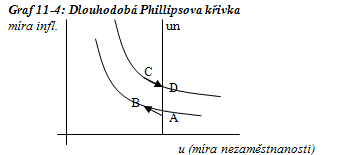 Graf 11-4: Dlouhodobá Phillipsova křivka
míra infl.
un
C
D
B
A
u (míra nezaměstnanosti)